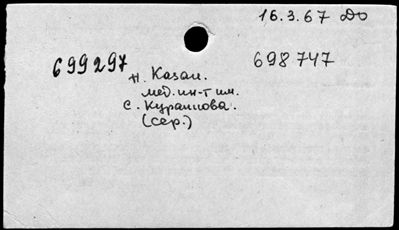 16.3.67 До
699297
698747
н. Казан.
мед. ин-т им.
С. Курашова.
(сер.)